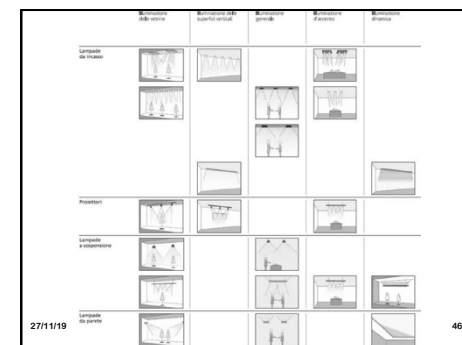 Illuminazione
delle vetrine
Illuminazione delle
superfici verticali
Illuminazione
generale
Illuminazione
d'accento
Illuminazione
dinamica
Lampade
da incasso
Proiettori
Lampade
a sospensione
Lampade
da parete
27/11/19
46